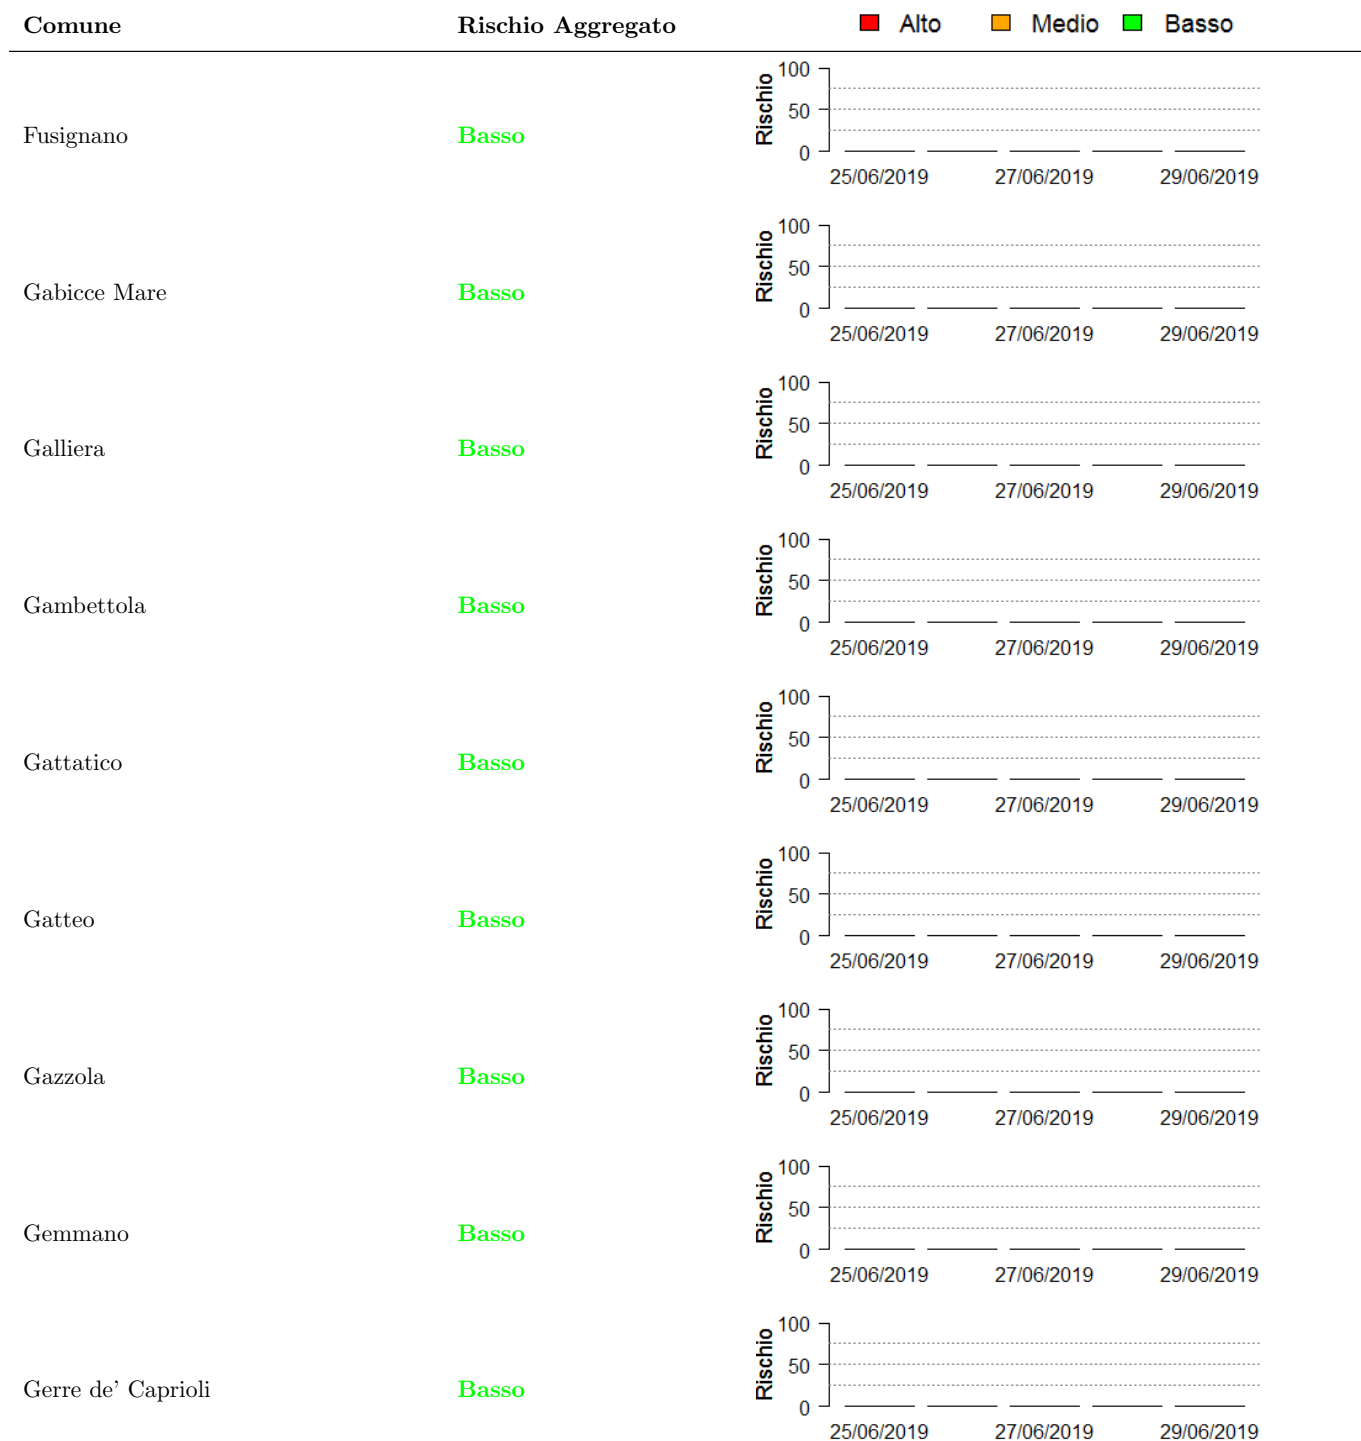 Comune Rischio Aggregato Alto Medio Basso
Fusignano Basso
Rischio
100
50
0
25/06/2019 27/06/2019 29/06/2019
Gabicce Mare Basso
Rischio
100
50
0
25/06/2019 27/06/2019 29/06/2019
Galliera Basso
Rischio
100
50
0
25/06/2019 27/06/2019 29/06/2019
Gambettola Basso
Rischio
100
50
0
25/06/2019 27/06/2019 29/06/2019
Gattatico Basso
Rischio
100
50
0
25/06/2019 27/06/2019 29/06/2019
Gatteo Basso
Rischio
100
50
0
25/06/2019 27/06/2019 29/06/2019
Gazzola Basso
Rischio
100
50
0
25/06/2019 27/06/2019 29/06/2019
Gemmano Basso
Rischio
100
50
0
25/06/2019 27/06/2019 29/06/2019
Gerre de’ Caprioli Basso
Rischio
100
50
0
25/06/2019 27/06/2019 29/06/2019